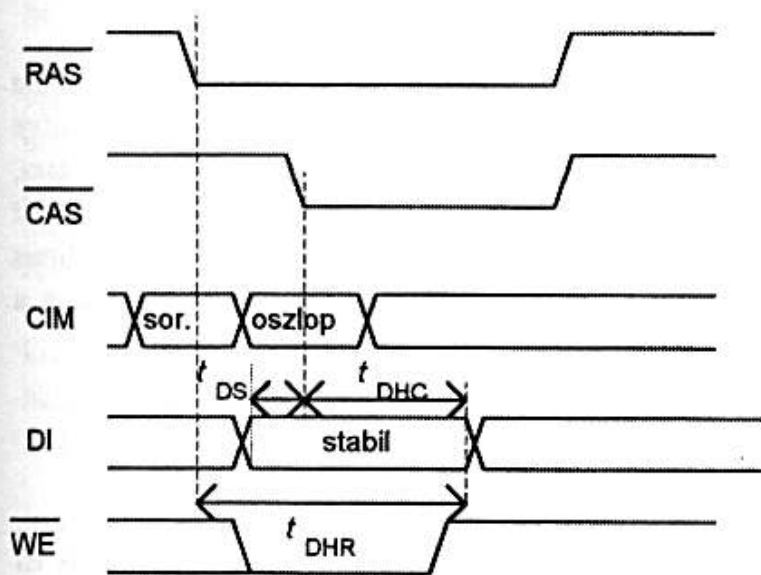 RAS
CAS
CIM
sor. oszlop
t DS
t DHC
DI
stabil
t DHR
WE